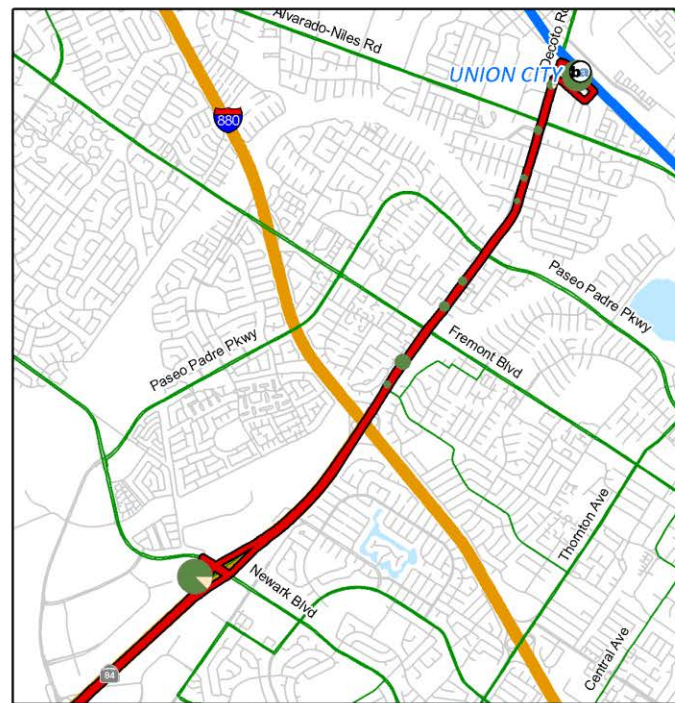 Alvarado-Niles Rd
Decoto Rd
UNION CITY
ba
880
Paseo Padre Pkwy
Paseo Padre Pkwy
Fremont Blvd
Thornton Ave
Newark Blvd
Central Ave
84